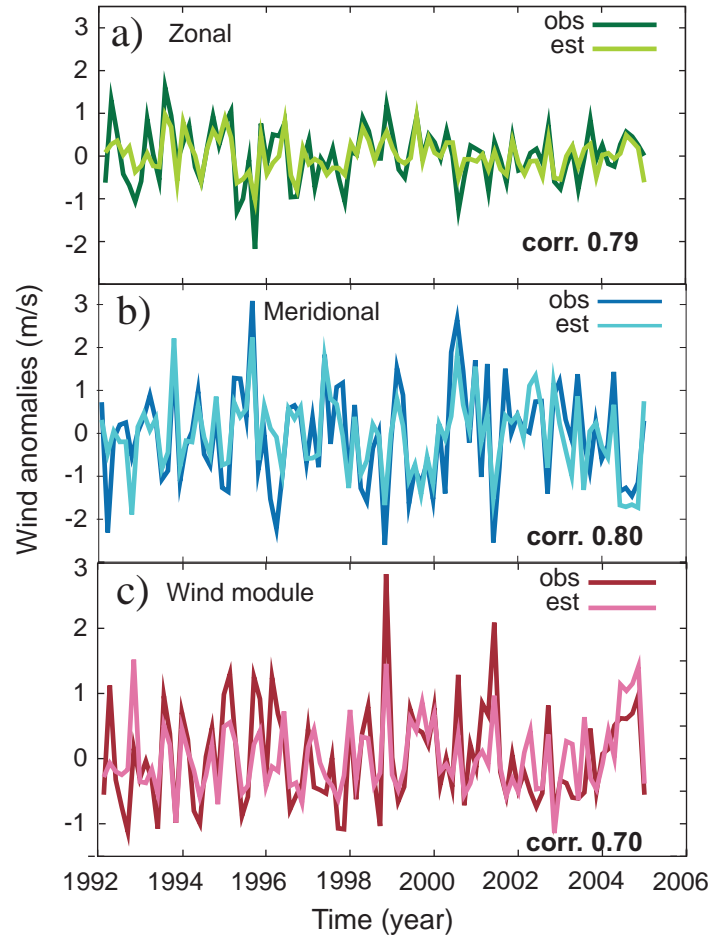 a) Zonal
obs
est
3
2
1
0
-1
-2
corr. 0.79
Wind anomalies (m/s)
b) Meridional
obs
est
3
2
1
0
-1
-2
corr. 0.80
c) Wind module
obs
est
3
2
1
0
-1
corr. 0.70
1992 1994 1996 1998 2000 2002 2004 2006
Time (year)